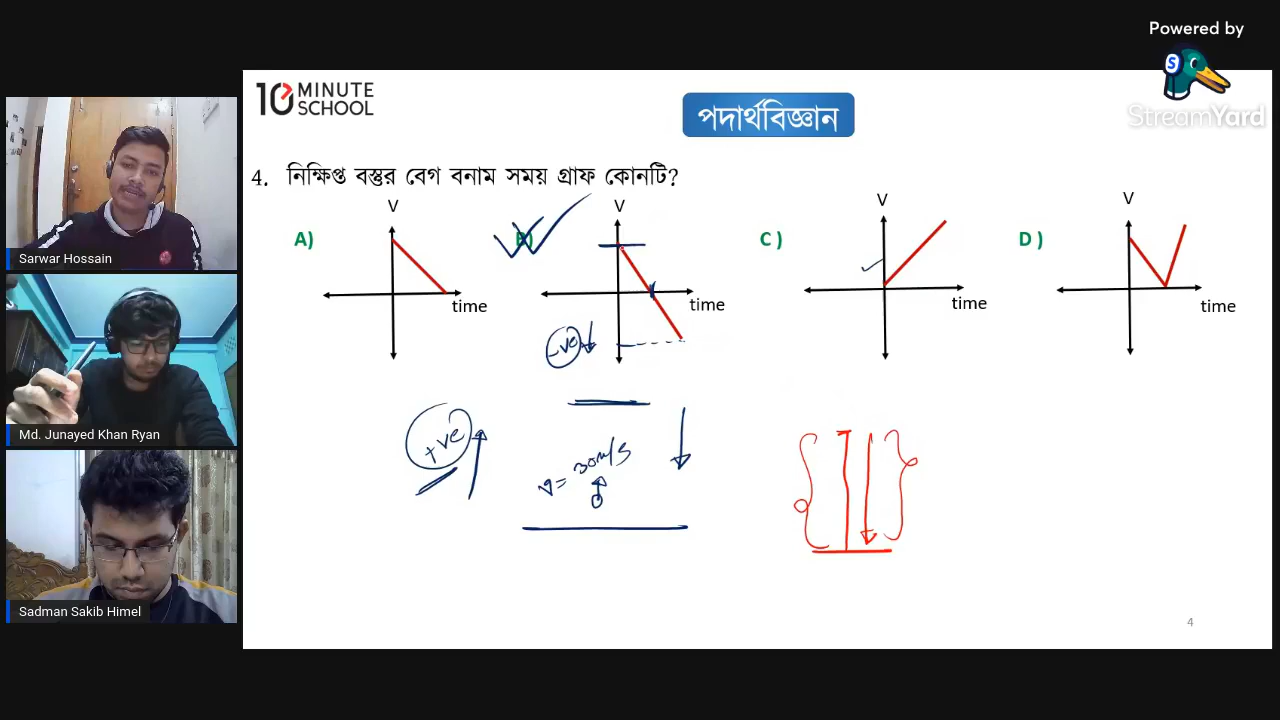 Powered by
StreamYard
10 MINUTE
SCHOOL
পদার্থবিজ্ঞান
4. নিক্ষিপ্ত বস্তুর বেগ বনাম সময় গ্রাফ কোনটি?
A)
V
time
B)
V
time
C )
V
time
D )
V
time
-ve
+ve
v = 30m/s
Sarwar Hossain
Md. Junayed Khan Ryan
Sadman Sakib Himel
4